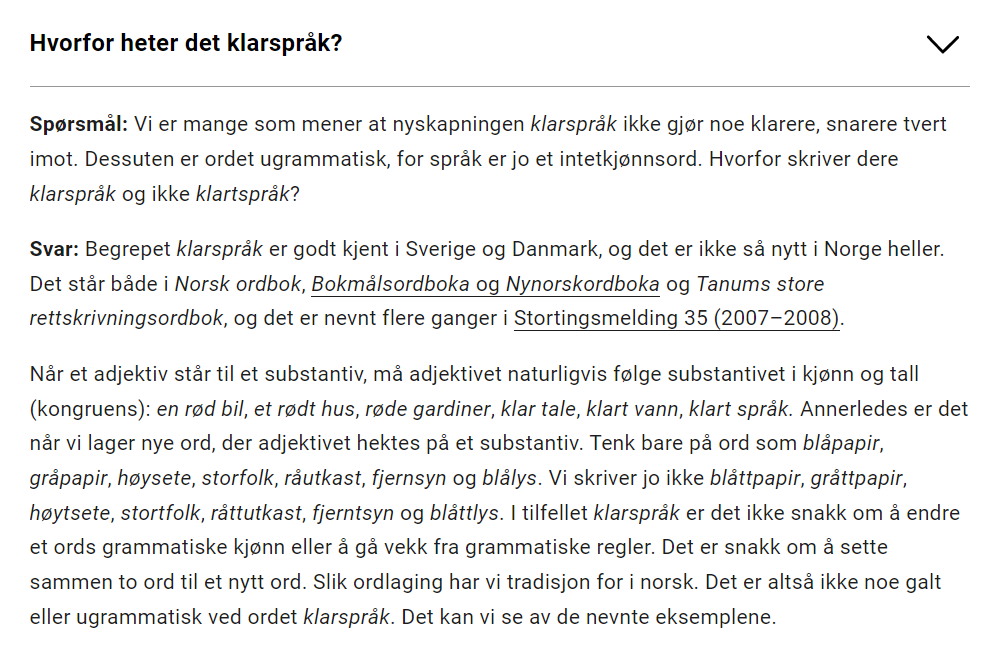 Hvorfor heter det klarspråk?
Spørsmål: Vi er mange som mener at nyskapningen klarspråk ikke gjør noe klarere, snarere tvert
imot. Dessuten er ordet ugrammatisk, for språk er jo et intetkjønnsord. Hvorfor skriver dere
klarspråk og ikke klartspråk?
Svar: Begrepet klarspråk er godt kjent i Sverige og Danmark, og det er ikke så nytt i Norge heller.
Det står både i Norsk ordbok, Bokmålsordboka og Nynorskordboka og Tanums store
rettskrivningsordbok, og det er nevnt flere ganger i Stortingsmelding 35 (2007–2008).
Når et adjektiv står til et substantiv, må adjektivet naturligvis følge substantivet i kjønn og tall
(kongruens): en rød bil, et rødt hus, røde gardiner, klar tale, klart vann, klart språk. Annerledes er det
når vi lager nye ord, der adjektivet hektes på et substantiv. Tenk bare på ord som blåpapir,
gråpapir, høysete, storfolk, råutkast, fjernsyn og blålys. Vi skriver jo ikke blåttpapir, gråttpapir,
høytsete, stortfolk, råttutkast, fjerntsyn og blåttlys. I tilfellet klarspråk er det ikke snakk om å endre
et ords grammatiske kjønn eller å gå vekk fra grammatiske regler. Det er snakk om å sette
sammen to ord til et nytt ord. Slik ordlaging har vi tradisjon for i norsk. Det er altså ikke noe galt
eller ugrammatisk ved ordet klarspråk. Det kan vi se av de nevnte eksemplene.